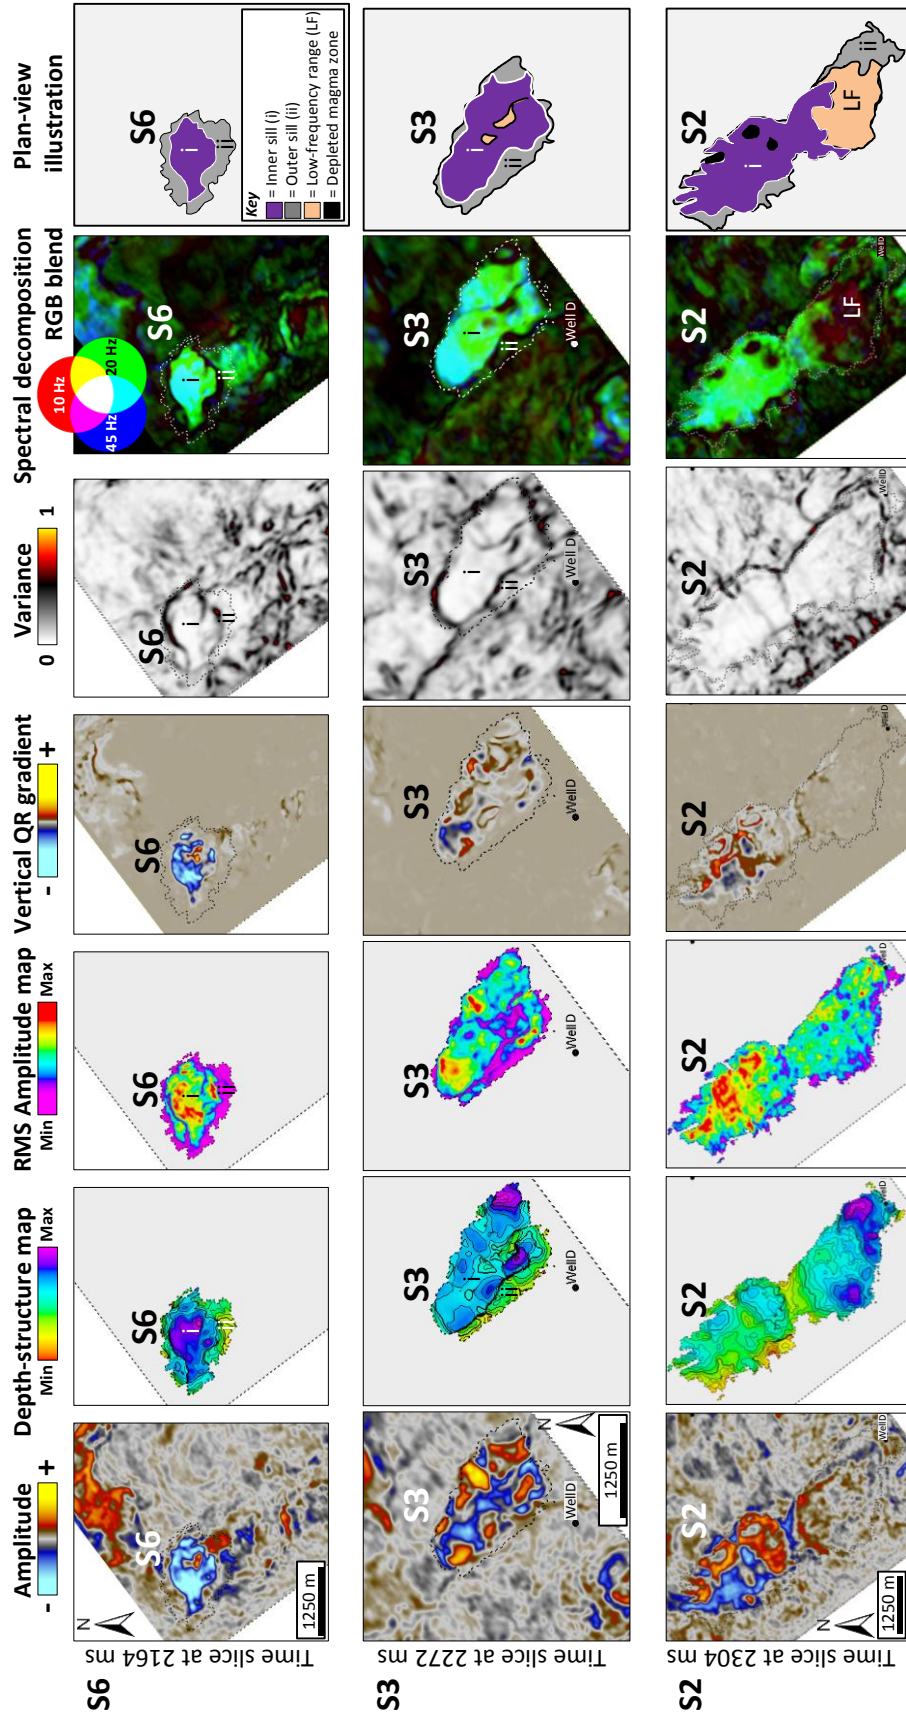 Amplitude
- +
Depth-structure map
Min Max
RMS Amplitude map
Min Max
Vertical QR gradient
- +
Variance
0 1
Spectral decomposition
RGB blend
10 Hz
45 Hz
20 Hz
Plan-view
illustration
S6
Time slice at 2164 ms
N
S6
1250 m
S6
i
ii
S6
i
ii
S6
S6
i
ii
S6
i
ii
S6
i
ii
Key
= Inner sill (i)
= Outer sill (ii)
= Low-frequency range (LF)
= Depleted magma zone
S3
Time slice at 2272 ms
S3
Well D
N
1250 m
S3
i
ii
Well D
S3
Well D
S3
Well D
S3
i
ii
Well D
S3
i
ii
Well D
S3
i
ii
S2
Time slice at 2304 ms
S2
Well D
N
1250 m
S2
Well D
S2
Well D
S2
Well D
S2
Well D
S2
LF
Well D
S2
i
LF
ii